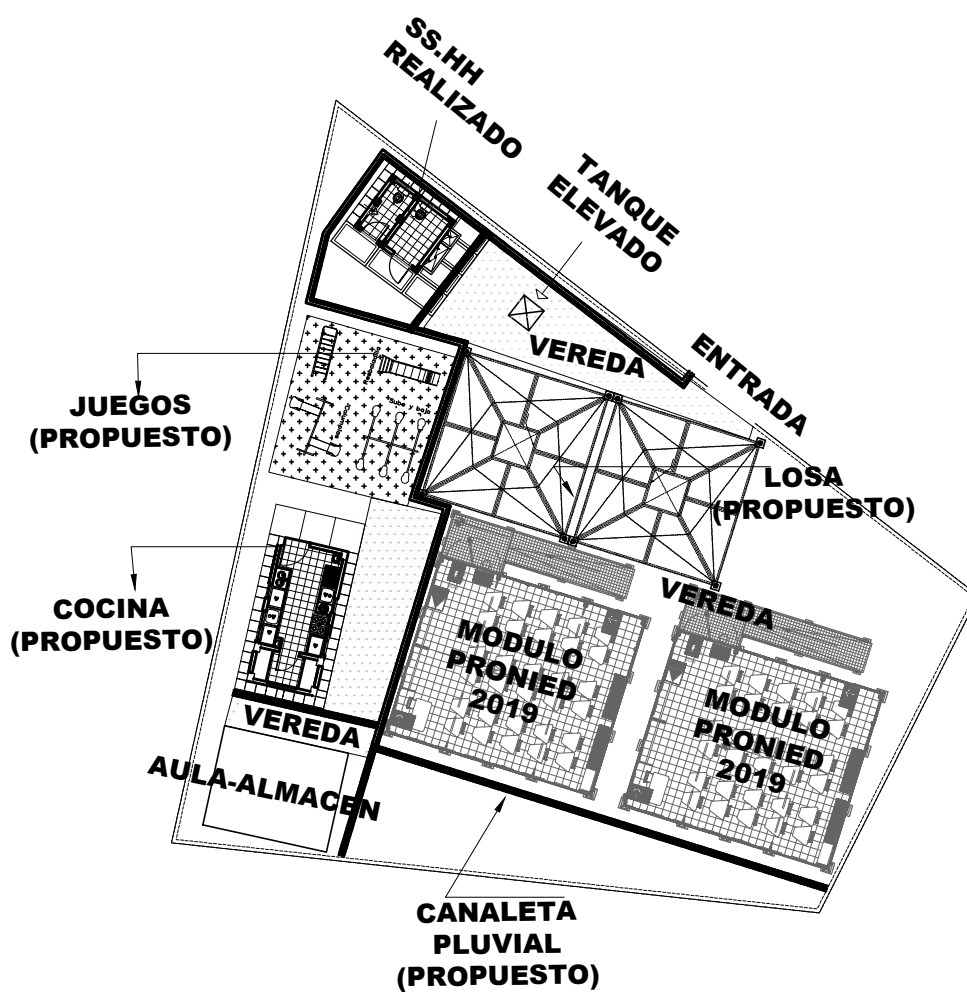 SS.HH
REALIZADO
TANQUE
ELEVADO
VEREDA
ENTRADA
JUEGOS
(PROPUESTO)
LOSA
(PROPUESTO)
COCINA
(PROPUESTO)
VEREDA
MODULO
PRONIED
2019
MODULO
PRONIED
2019
VEREDA
AULA-ALMACEN
CANALETA
PLUVIAL
(PROPUESTO)